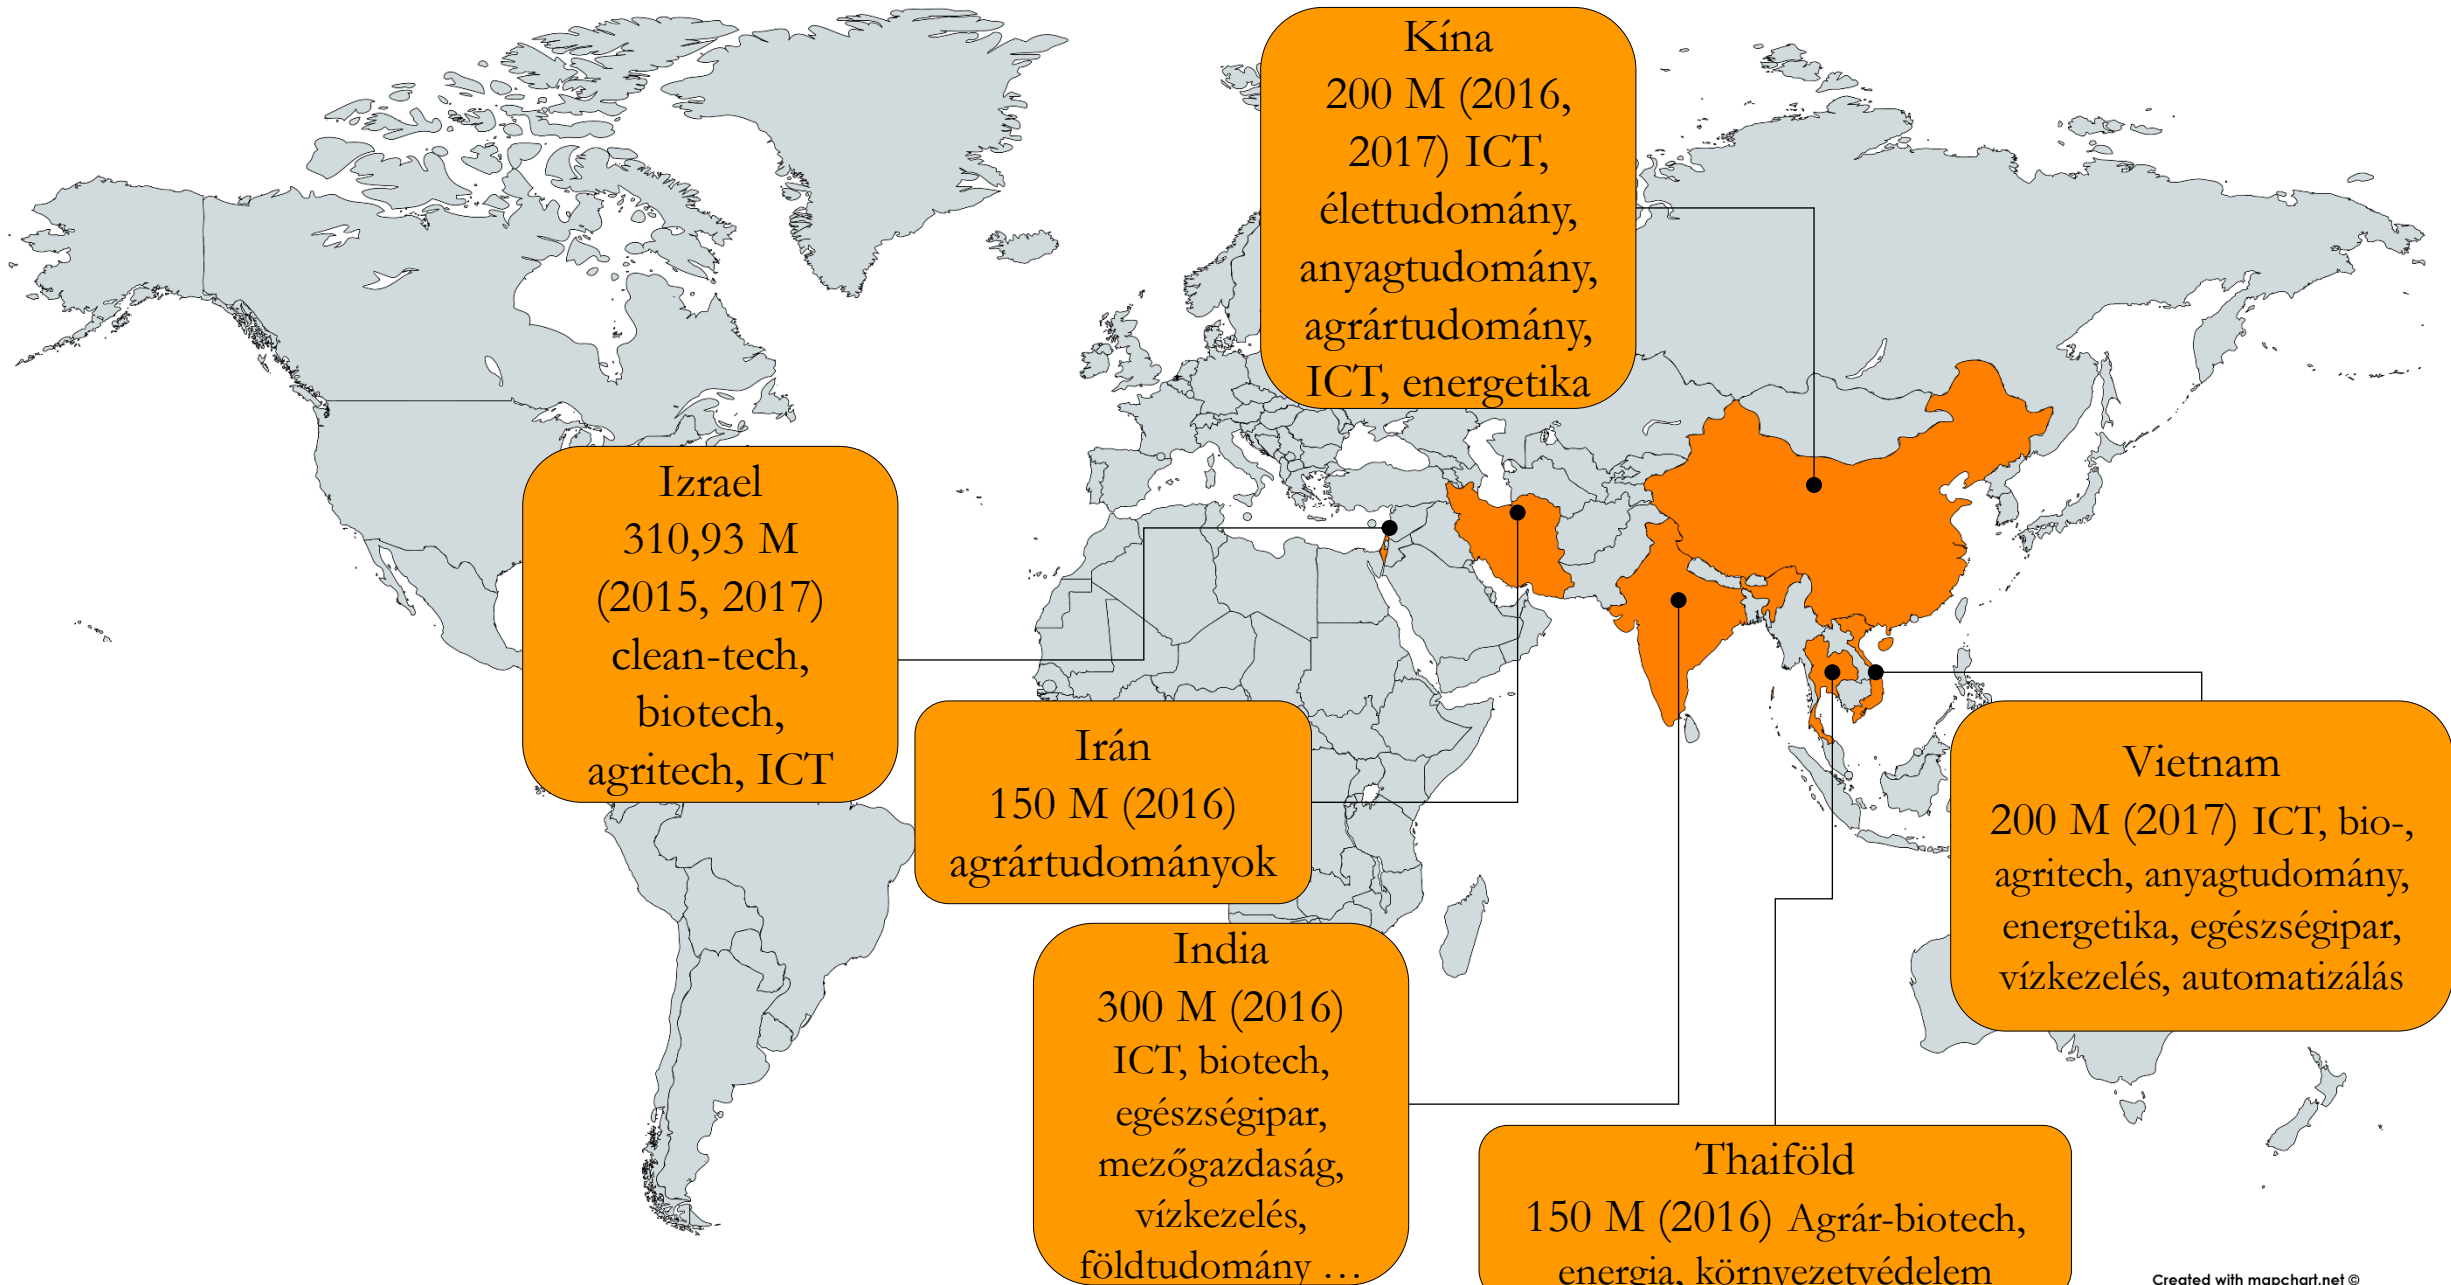 Kína
200 M (2016,
2017) ICT,
élettudomány,
anyagtudomány,
agrártudomány,
ICT, energetika
Izrael
310,93 M
(2015, 2017)
clean-tech,
biotech,
agritech, ICT
Irán
150 M (2016)
agrártudományok
Vietnam
200 M (2017) ICT, bio-,
agritech, anyagtudomány,
energetika, egészségipar,
vízkezelés, automatizálás
India
300 M (2016)
ICT, biotech,
egészségipar,
mezőgazdaság,
vízkezelés,
földtudomány …
Thaiföld
150 M (2016) Agrár-biotech,
energia, környezetvédelem
Created with mapchart.net ©